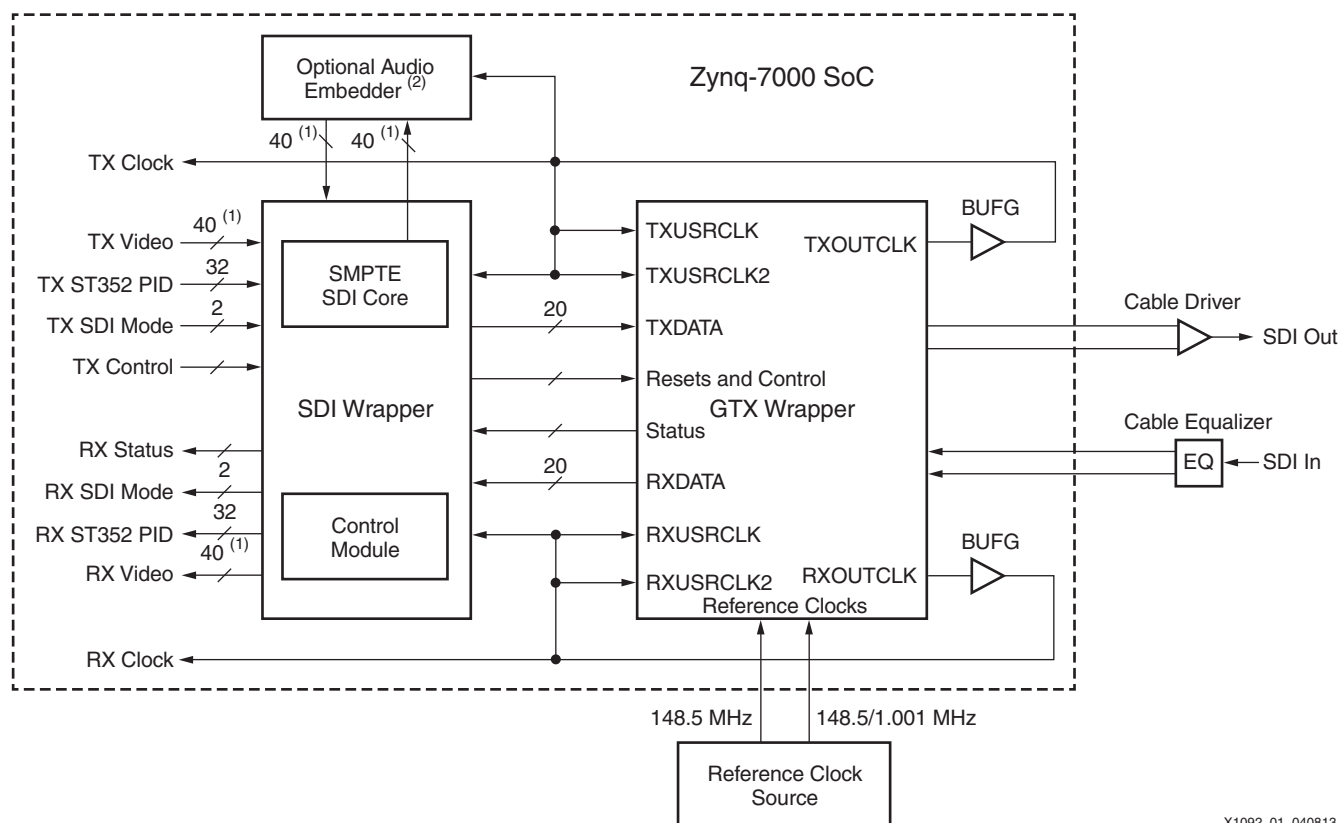 Optional Audio
Embedder (2)
Zynq-7000 SoC
40 (1)
40 (1)
TX Clock
BUFG
TX Video
40 (1)
TXUSRCLK
TXOUTCLK
TX ST352 PID
32
SMPTE
SDI Core
TXUSRCLK2
Cable Driver
TX SDI Mode
2
20
TXDATA
SDI Out
TX Control
Resets and Control
SDI Wrapper
GTX Wrapper
Cable Equalizer
RX Status
Status
EQ
SDI In
RX SDI Mode
2
20
RXDATA
RX ST352 PID
32
Control
Module
RXUSRCLK
BUFG
RX Video
40 (1)
RXUSRCLK2
RXOUTCLK
Reference Clocks
RX Clock
148.5 MHz
148.5/1.001 MHz
Reference Clock
Source
X1092_01_040813